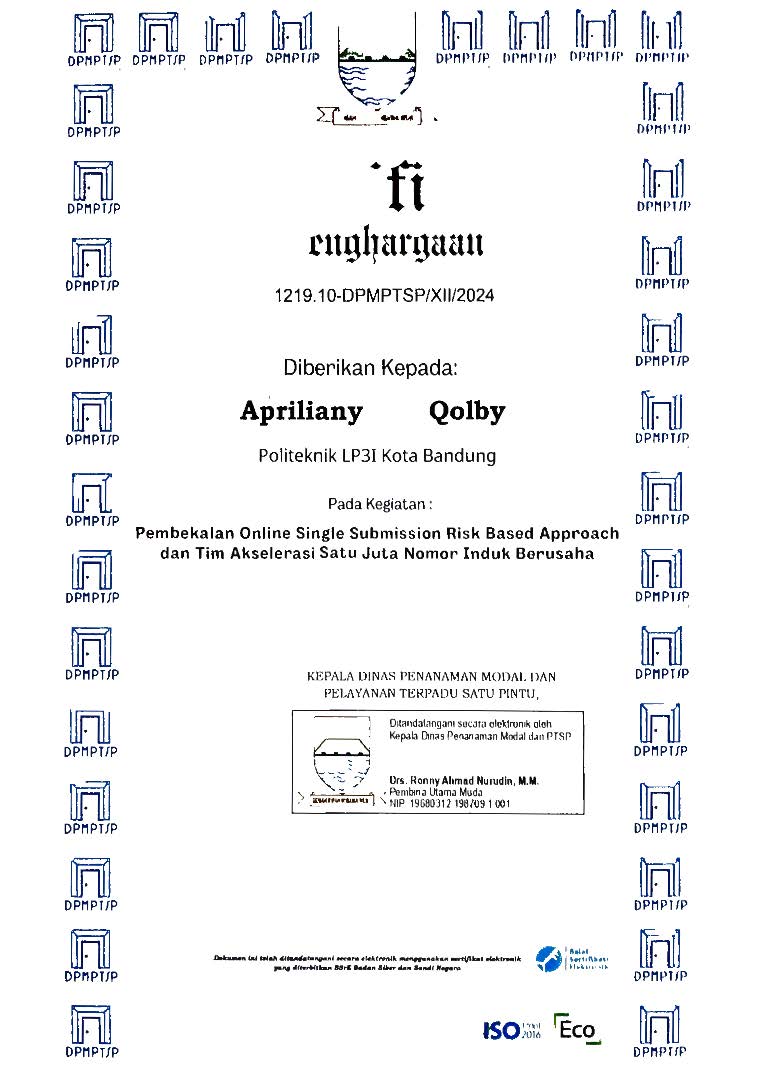 DPMPTSP DPMPTSP DPMPTSP DPMPTSP DPMPTSP DPMPTSP DPMPTSP DPMPTSP
DPMPTSP DPMPTSP
DPMPTSP DPMPTSP
fi
enghargaan
DPMPTSP DPMPTSP
1219.10-DPMPTSP/XII/2024
DPMPTSP DPMPTSP
Diberikan Kepada:
Apriliany Qolby
DPMPTSP DPMPTSP
Politeknik LP3I Kota Bandung
Pada Kegiatan :
DPMPTSP DPMPTSP
Pembekalan Online Single Submission Risk Based Approach
dan Tim Akselerasi Satu Juta Nomor Induk Berusaha
DPMPTSP DPMPTSP
DPMPTSP DPMPTSP
KEPALA DINAS PENANAMAN MODAL DAN
PELAYANAN TERPADU SATU PINTU,
Ditandatangani secara elektronik oleh
Kepala Dinas Penanaman Modal dan PTSP
DPMPTSP DPMPTSP
Drs. Ronny Ahmad Nurudin, M.M.
Pembina Utama Muda
NIP 19680312 198709 1 001
DPMPTSP DPMPTSP
DPMPTSP DPMPTSP
Dokumen ini telah ditandatangani secara elektronik menggunakan sertifikat elektronik
yang diterbitkan BSrE Badan Siber dan Sandi Negara
Balai
Sertifikasi
Elektronik
DPMPTSP DPMPTSP
ISO 2016 Eco
DPMPTSP DPMPTSP